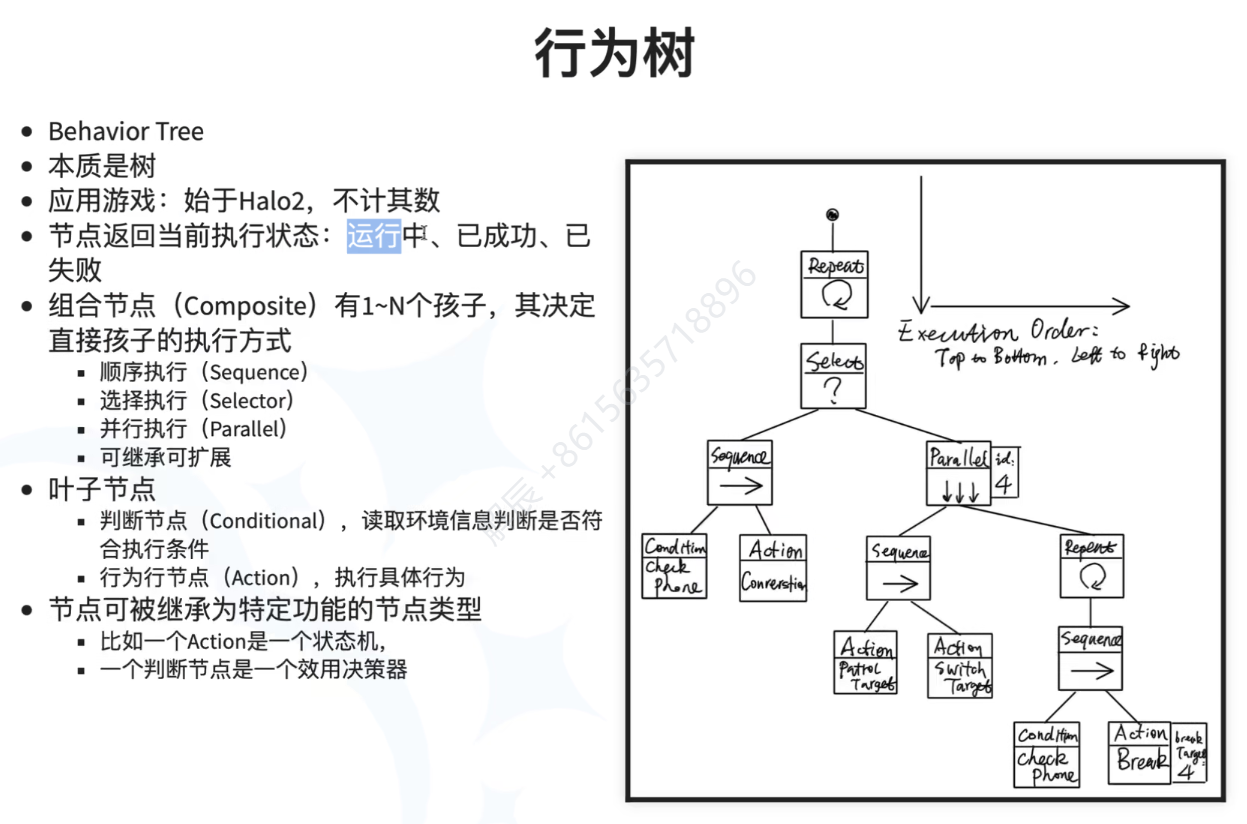 行为树
Behavior Tree
本质是树
应用游戏：始于Halo2，不计其数
节点返回当前执行状态：运行中、已成功、已
失败
组合节点（Composite）有1~N个孩子，其决定
直接孩子的执行方式
顺序执行（Sequence）
选择执行（Selector）
并行执行（Parallel）
可继承可扩展
叶子节点
判断节点（Conditional），读取环境信息判断是否符
合执行条件
行为行节点（Action），执行具体行为
节点可被继承为特定功能的节点类型
比如一个Action是一个状态机，
一个判断节点是一个效用决策器
Repeat
Execution Order:
Top to Bottom. Left to Right
Select
?
Sequence
Parallel
id:
4
Condition
Check
Phone
Action
Converstion
Sequence
Repeat
Action
Patrol
Target
Action
Switch
Target
Sequence
Condition
Check
Phone
Action
Break
break
Target:
4
辰 +8615635718896